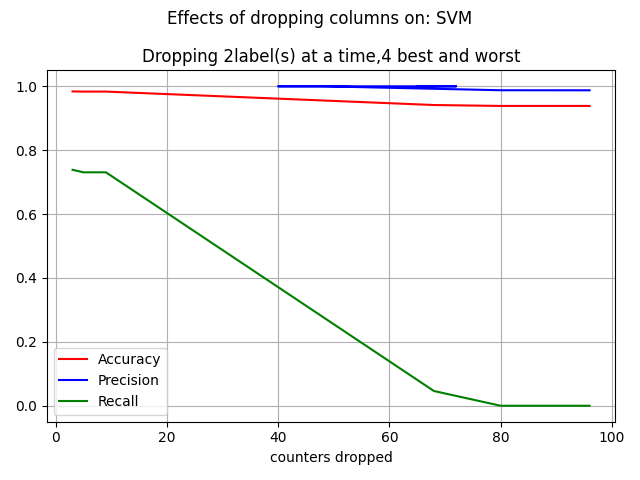 Effects of dropping columns on: SVM
Dropping 2label(s) at a time,4 best and worst
1.0
0.8
0.6
0.4
0.2
0.0
Accuracy
Precision
Recall
0 20 40 60 80 100
counters dropped